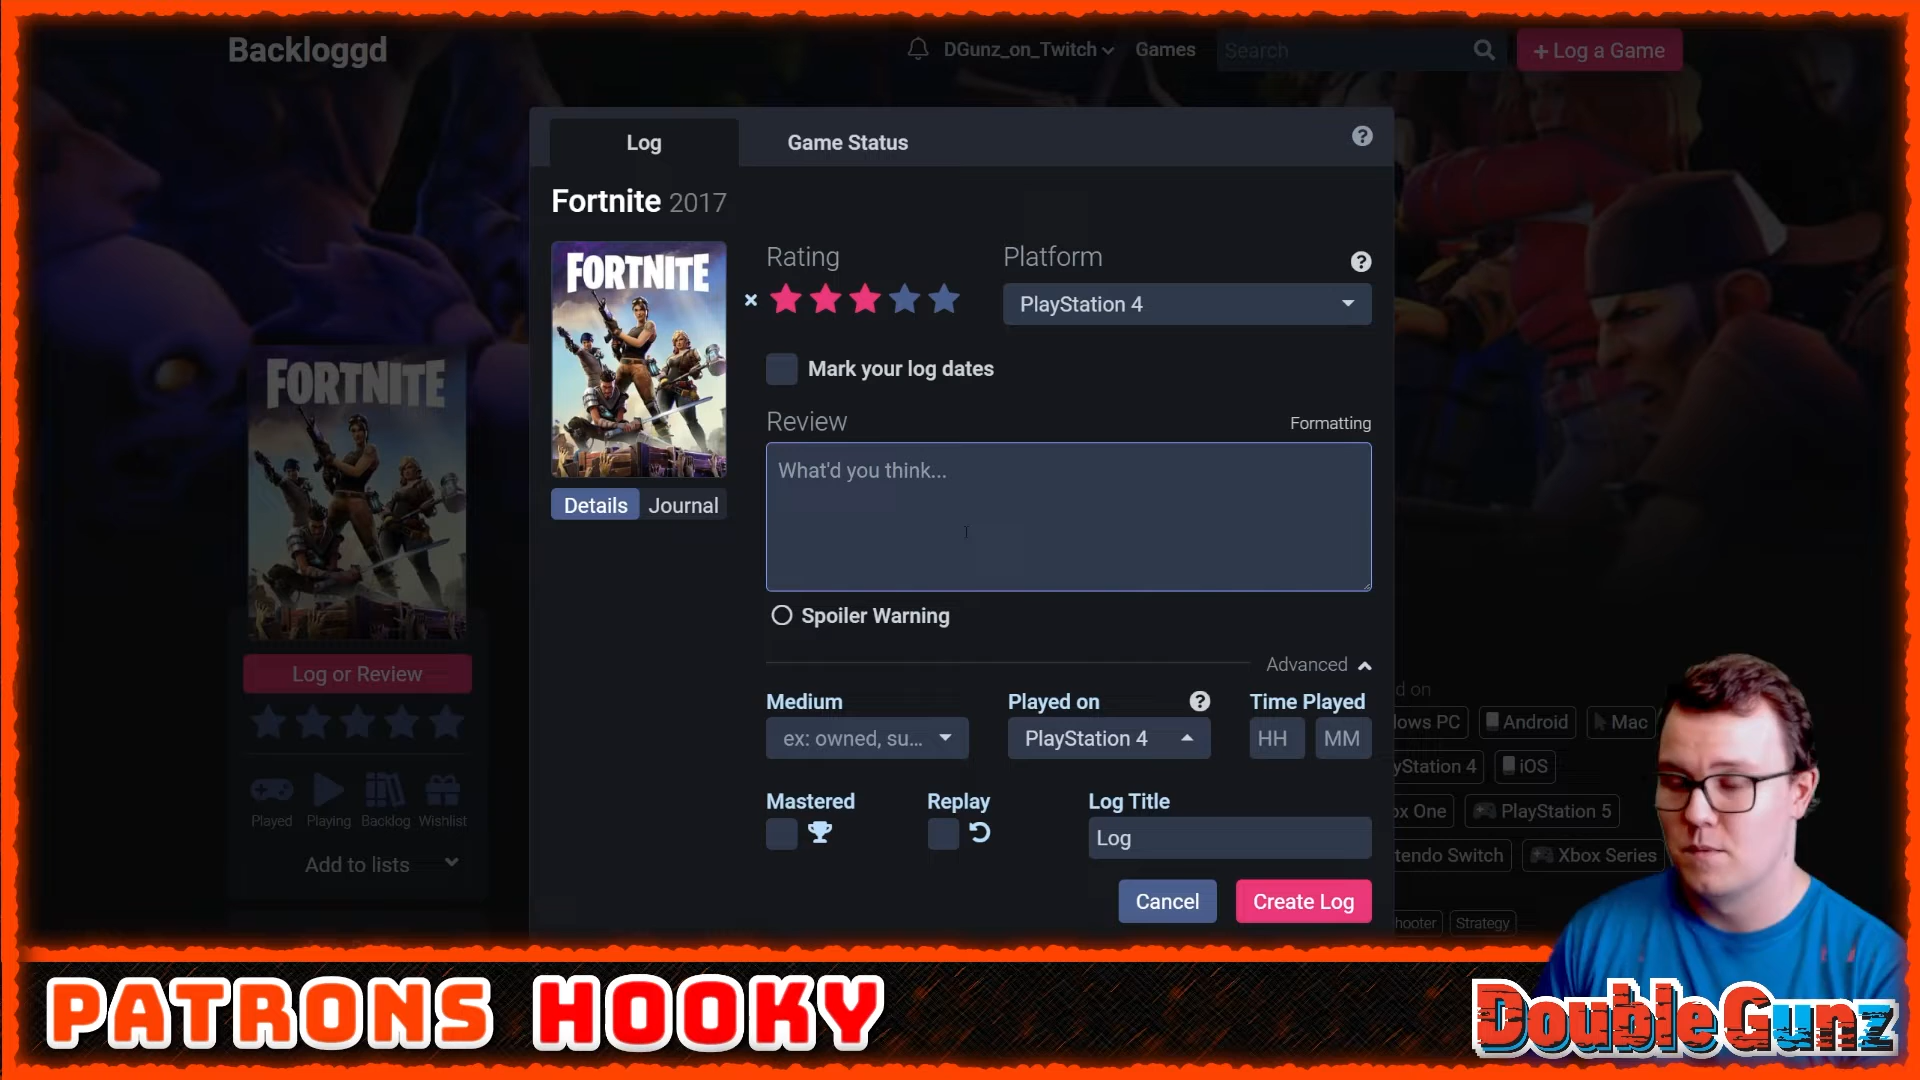 Backloggd
DGunz_on_Twitch
Games
Search
+ Log a Game
Log
Game Status
Fortnite 2017
FORTNITE
Rating
Platform
PlayStation 4
Mark your log dates
Review
Formatting
What'd you think...
Details
Journal
Spoiler Warning
Advanced
Medium
Played on
Time Played
ex: owned, su...
PlayStation 4
HH
MM
Mastered
Replay
Log Title
Log
Cancel
Create Log
FORTNITE
Log or Review
Played
Playing
Backlog
Wishlist
Add to lists
d on
lows PC
Android
Mac
yStation 4
iOS
ox One
PlayStation 5
tendo Switch
Xbox Series
hooter
Strategy
PATRONS HOOKY
DoubleGunz